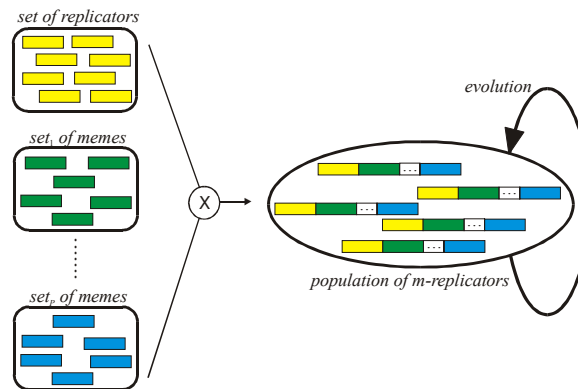 set of replicators
set₁ of memes
setₚ of memes
X
evolution
...
...
...
...
...
population of m-replicators